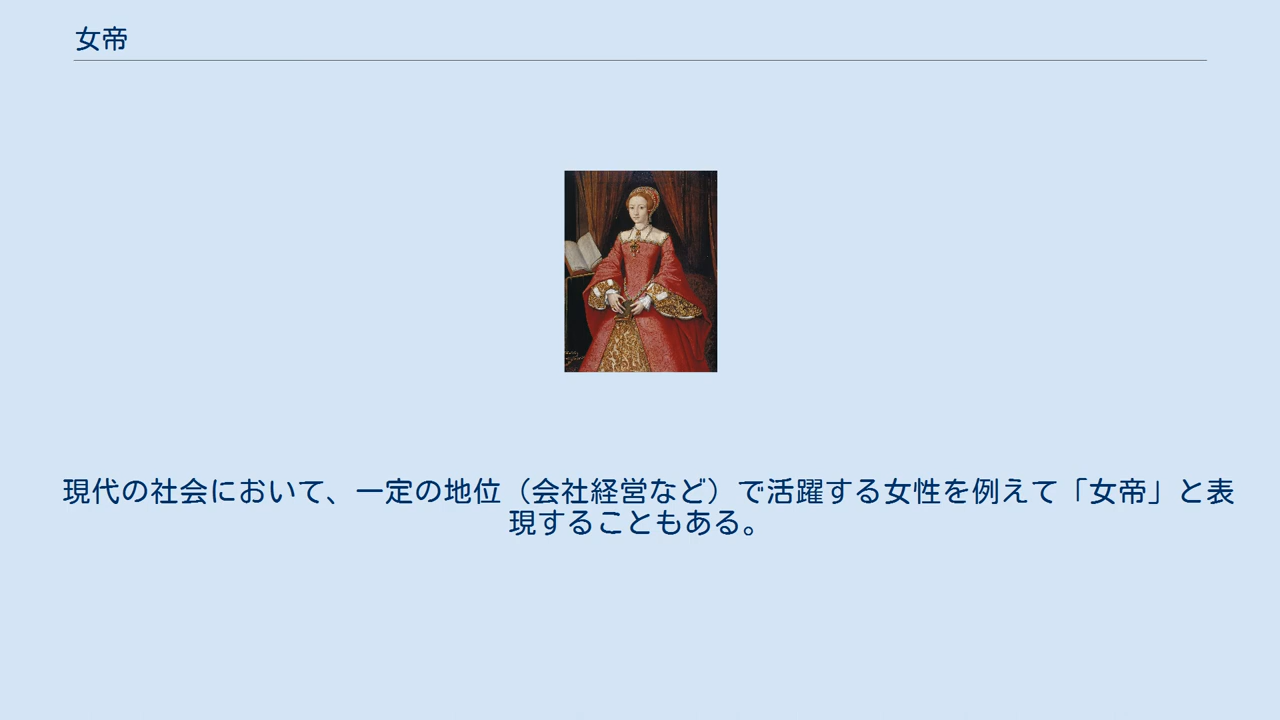 女帝
現代の社会において、一定の地位（会社経営など）で活躍する女性を例えて「女帝」と表
現することもある。